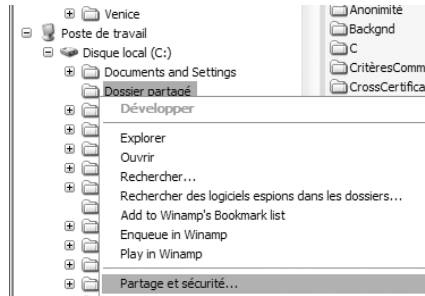 Venice
Poste de travail
Disque local (C:)
Documents and Settings
Dossier partagé
Développer
Explorer
Ouvrir
Rechercher...
Rechercher des logiciels espions dans les dossiers...
Add to Winamp's Bookmark list
Enqueue in Winamp
Play in Winamp
Partage et sécurité...
Anonimité
Backgnd
C
CritèresComm
CrossCertifica